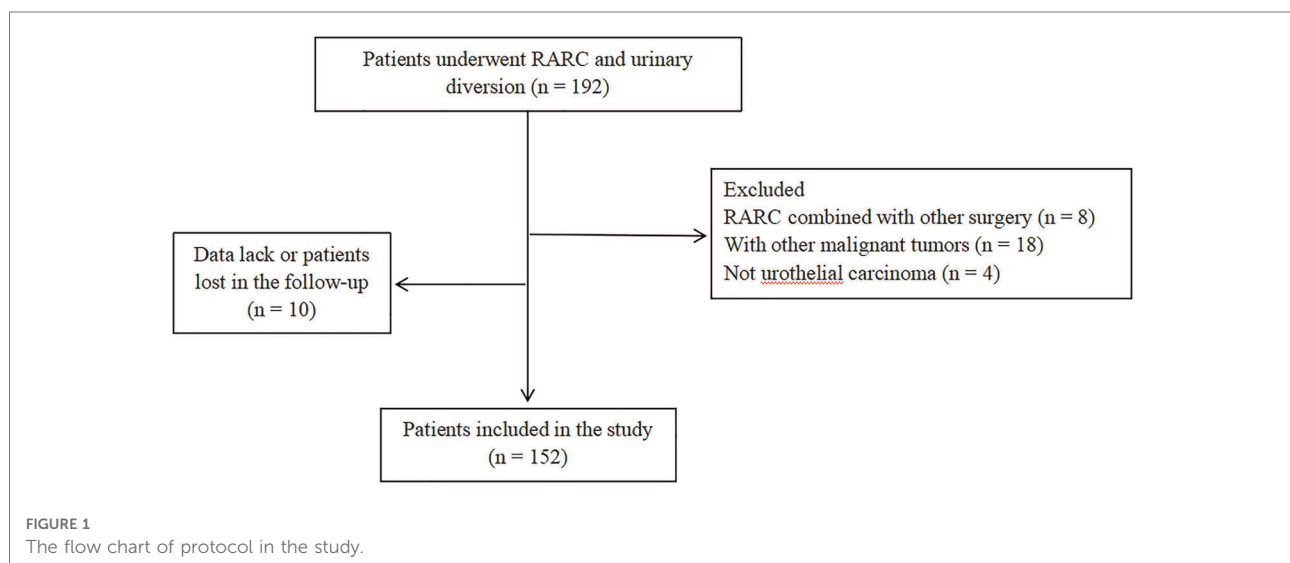 Patients underwent RARC and urinary
diversion (n = 192)
Excluded
RARC combined with other surgery (n = 8)
With other malignant tumors (n = 18)
Not urothelial carcinoma (n = 4)
Data lack or patients
lost in the follow-up
(n = 10)
Patients included in the study
(n = 152)
FIGURE 1
The flow chart of protocol in the study.